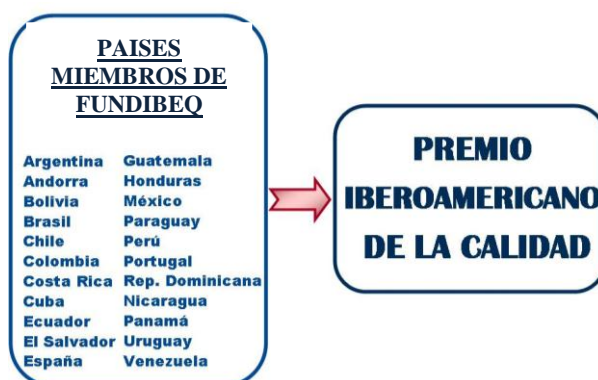 PAISES
MIEMBROS DE
FUNDIBEQ
Argentina Guatemala
Andorra Honduras
Bolivia México
Brasil Paraguay
Chile Perú
Colombia Portugal
Costa Rica Rep. Dominicana
Cuba Nicaragua
Ecuador Panamá
El Salvador Uruguay
España Venezuela
PREMIO
IBEROAMERICANO
DE LA CALIDAD